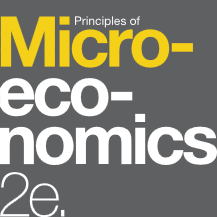 Principles of
Micro-
eco-
nomics
2e.